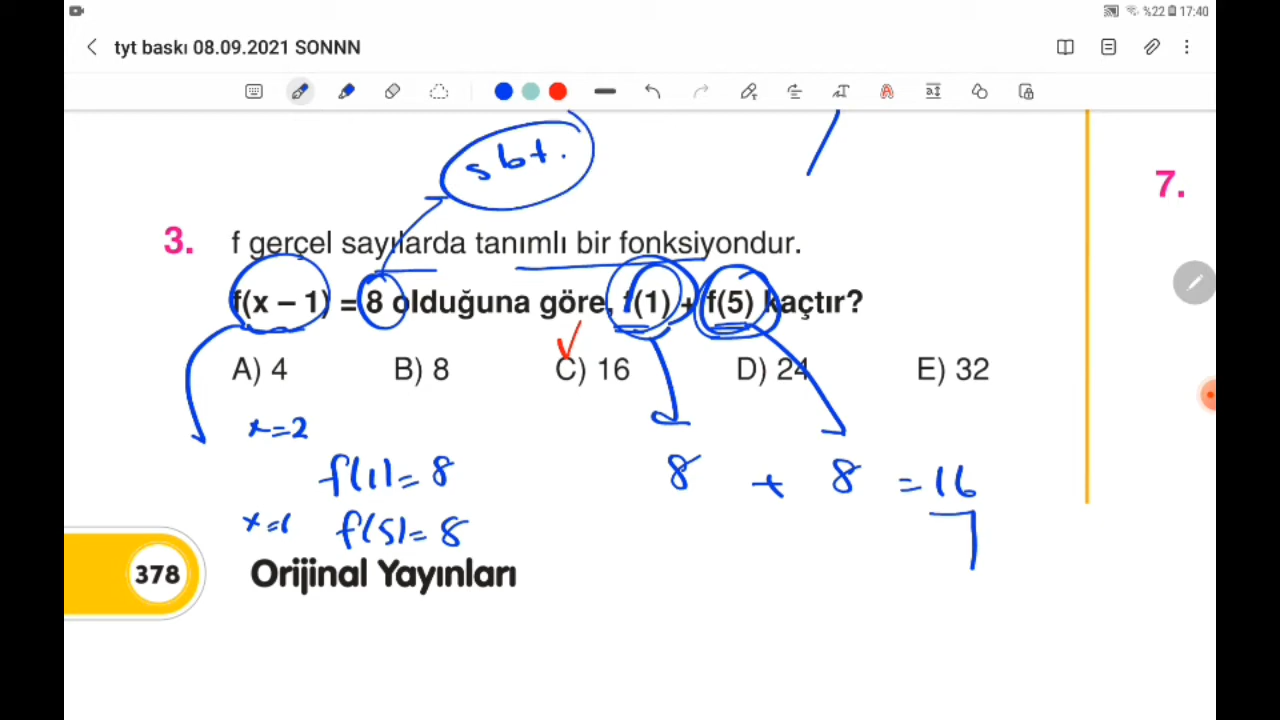 %22 17:40
tyt baskı 08.09.2021 SONNN
sbt.
7.
3. f gerçel sayılarda tanımlı bir fonksiyondur.
f(x – 1) = 8 olduğuna göre, f(1) + f(5) kaçtır?
A) 4 B) 8 C) 16 D) 24 E) 32
x=2
f(1)=8 8 + 8 = 16
f(5)=8
378 Orijinal Yayınları